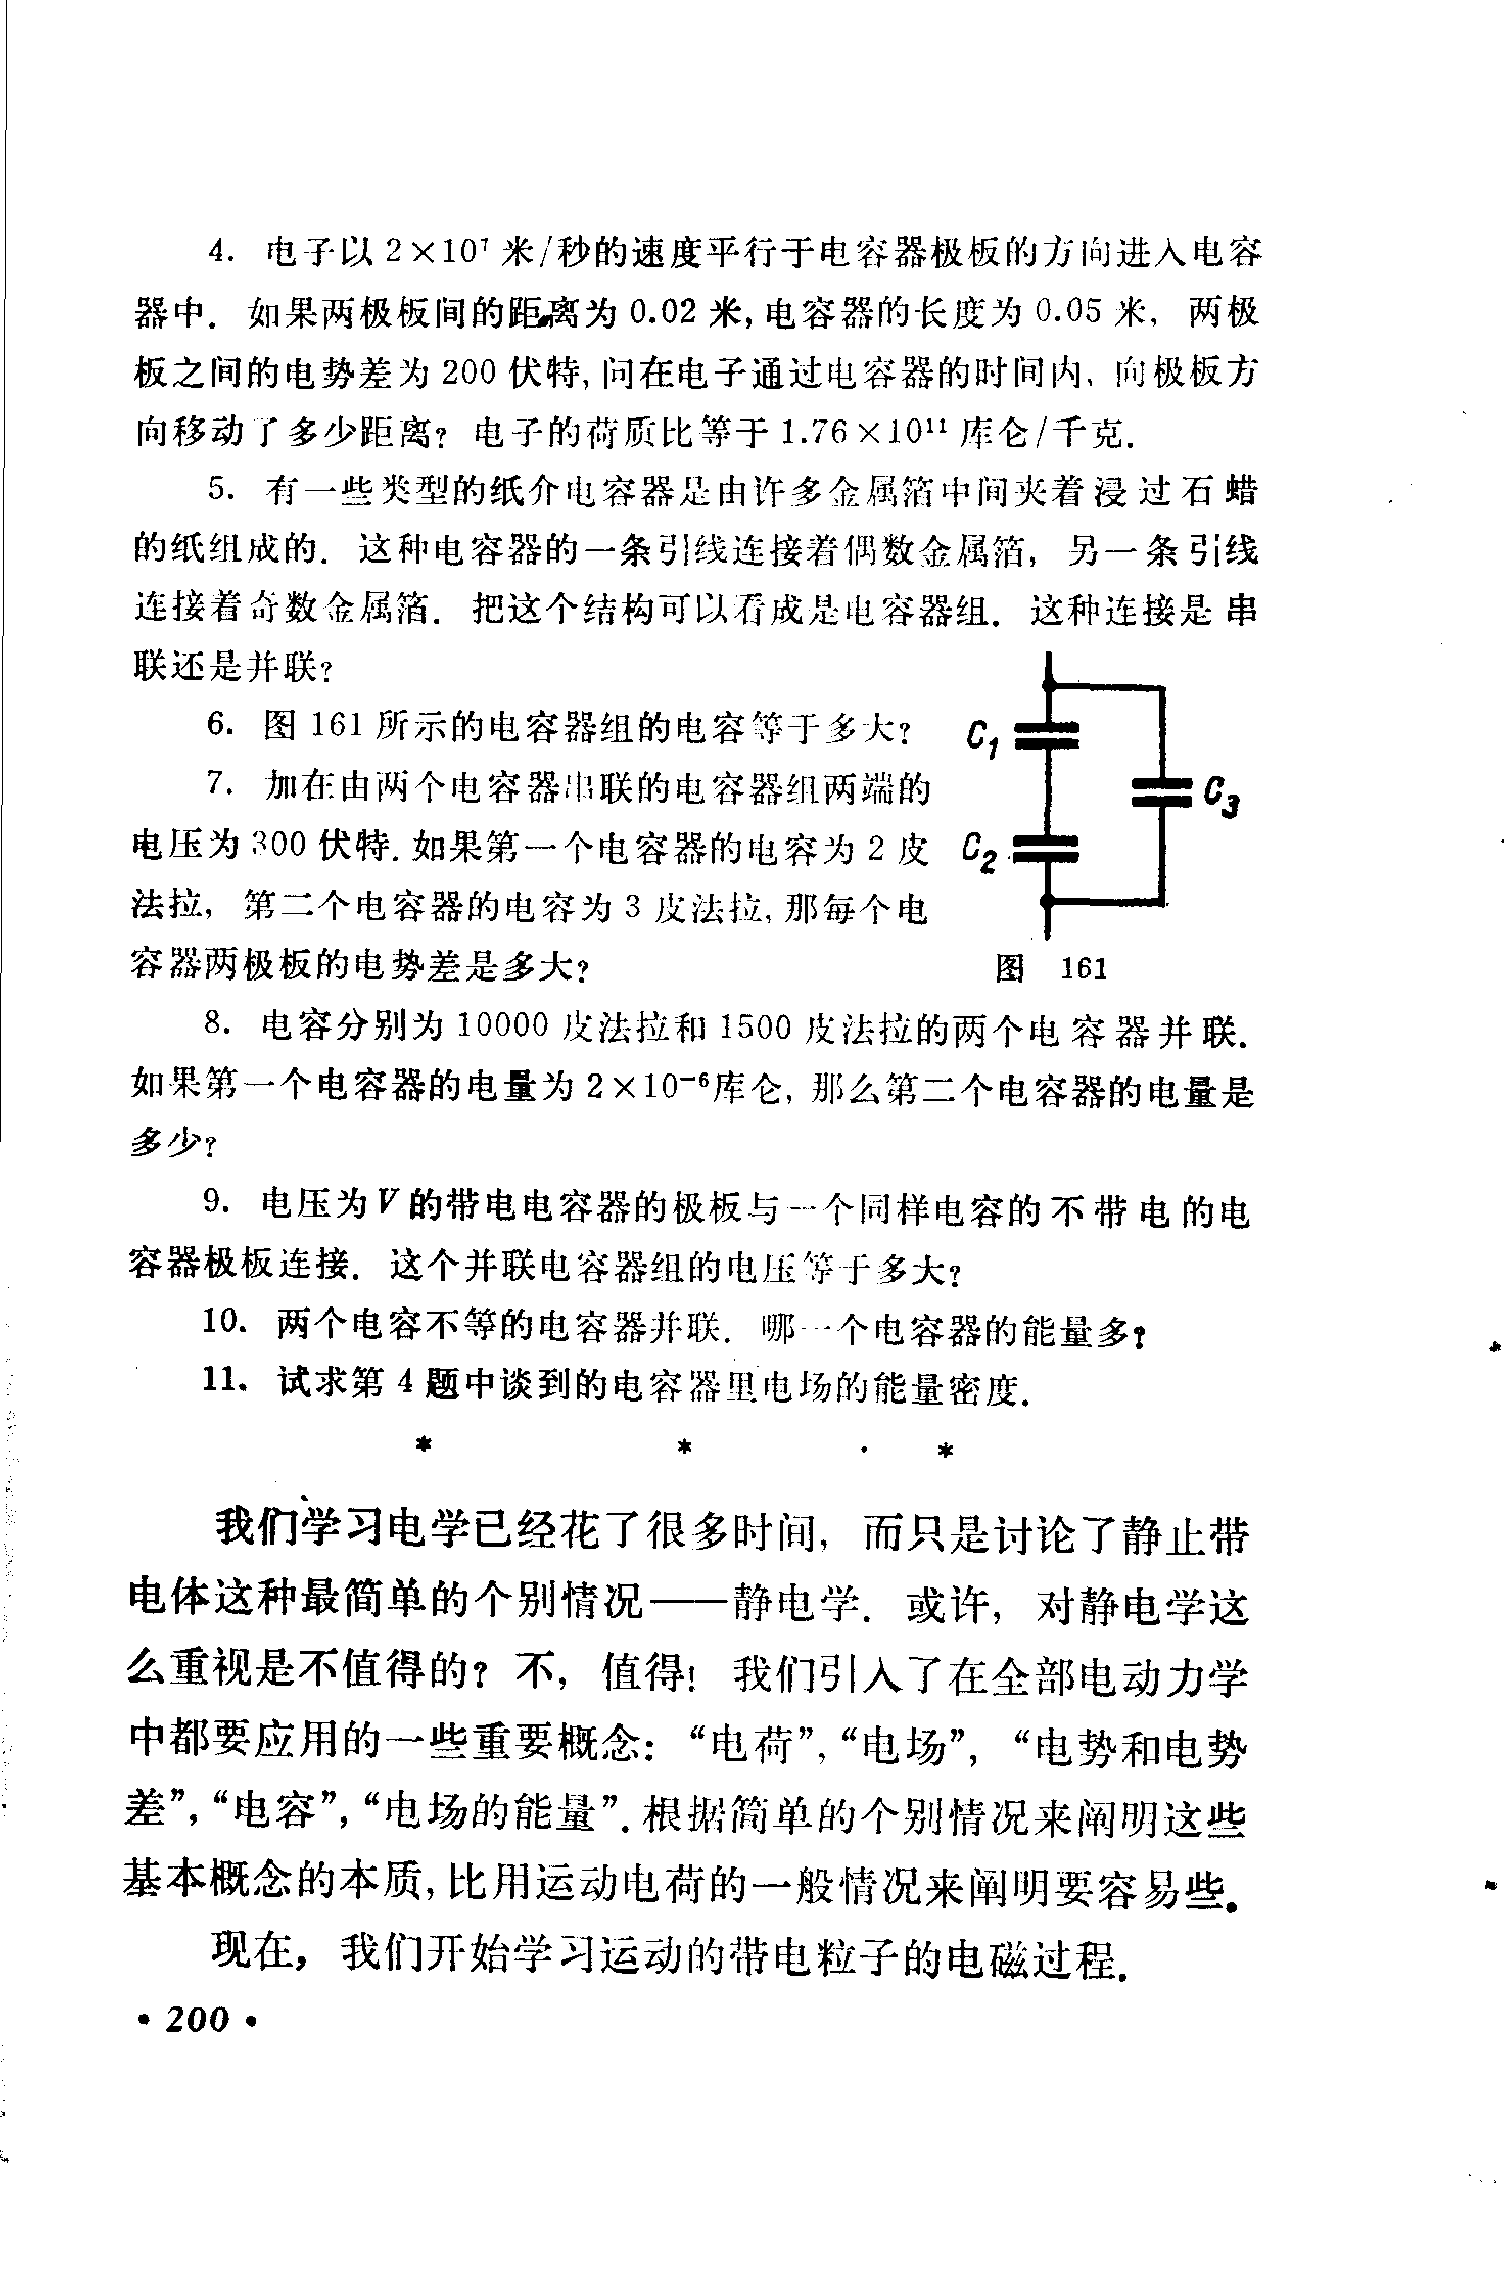 4. 电子以 2×10⁷ 米/秒的速度平行于电容器极板的方向进入电容
器中. 如果两极板间的距离为 0.02 米, 电容器的长度为 0.05 米, 两极
板之间的电势差为 200 伏特, 问在电子通过电容器的时间内, 向极板方
向移动了多少距离? 电子的荷质比等于 1.76×10¹¹ 库仑/千克.
5. 有一些类型的纸介电容器是由许多金属箔中间夹着浸过石蜡
的纸组成的. 这种电容器的一条引线连接着偶数金属箔, 另一条引线
连接着奇数金属箔. 把这个结构可以看成是电容器组. 这种连接是串
联还是并联?
6. 图 161 所示的电容器组的电容等于多大?
7. 加在由两个电容器串联的电容器组两端的
电压为 300 伏特. 如果第一个电容器的电容为 2 皮
法拉, 第二个电容器的电容为 3 皮法拉, 那每个电
容器两极板的电势差是多大?
C₁
C₂
C₃
图 161
8. 电容分别为 10000 皮法拉和 1500 皮法拉的两个电容器并联.
如果第一个电容器的电量为 2×10⁻⁶库仑, 那么第二个电容器的电量是
多少?
9. 电压为 V 的带电电容器的极板与一个同样电容的不带电的电
容器极板连接. 这个并联电容器组的电压等于多大?
10. 两个电容不等的电容器并联. 哪一个电容器的能量多?
11. 试求第 4 题中谈到的电容器里电场的能量密度.
* * *
我们学习电学已经花了很多时间, 而只是讨论了静止带
电体这种最简单的个别情况——静电学. 或许, 对静电学这
么重视是不值得的? 不, 值得! 我们引入了在全部电动力学
中都要应用的一些重要概念: “电荷”, “电场”, “电势和电势
差”, “电容”, “电场的能量”. 根据简单的个别情况来阐明这些
基本概念的本质, 比用运动电荷的一般情况来阐明要容易些.
现在, 我们开始学习运动的带电粒子的电磁过程.
• 200 •